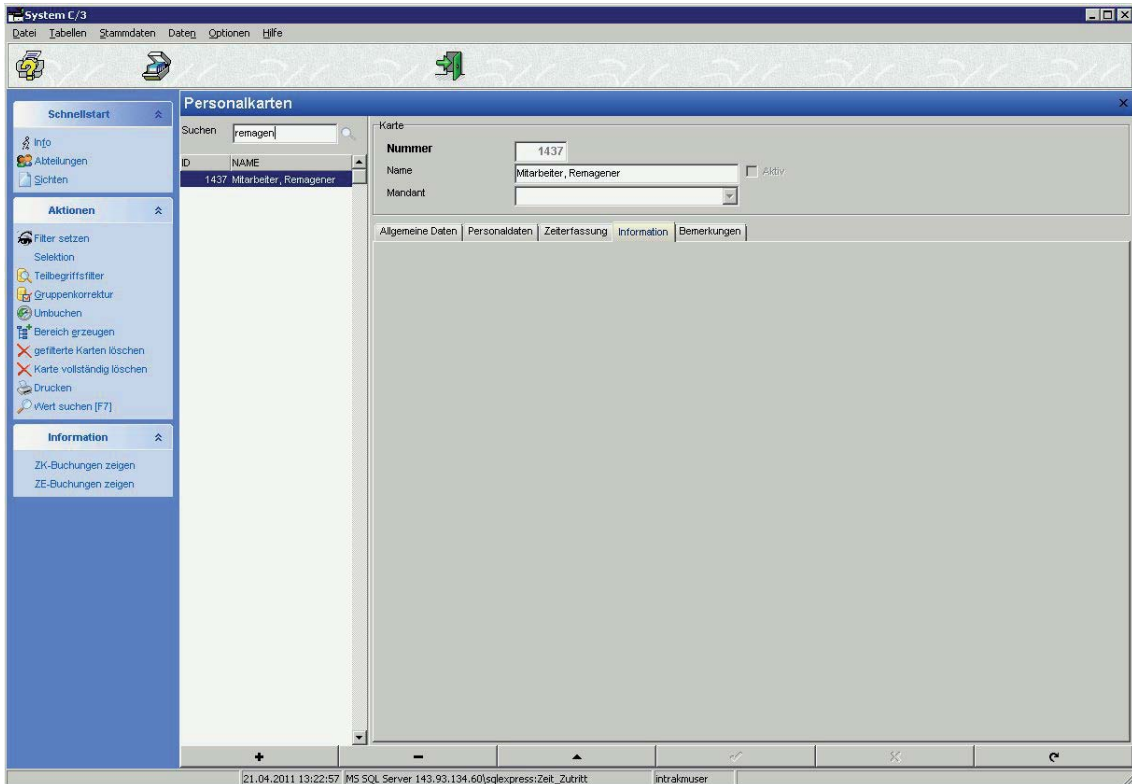 System C/3
Datei Tabellen Stammdaten Daten Optionen Hilfe
Schnellstart
Info
Abteilungen
Sichten
Aktionen
Filter setzen
Selektion
Teilbegriffsfilter
Gruppenkorrektur
Umbuchen
Bereich erzeugen
gefilterte Karten löschen
Karte vollständig löschen
Drucken
Wert suchen [F7]
Information
ZK-Buchungen zeigen
ZE-Buchungen zeigen
Personalkarten
Suchen remagen
ID NAME
1437 Mitarbeiter, Remagener
Karte
Nummer 1437
Name Mitarbeiter, Remagener Aktiv
Mandant
Allgemeine Daten Personaldaten Zeiterfassung Information Bemerkungen
21.04.2011 13:22:57 MS SQL Server 143.93.134.60\sqlexpress:Zeit_Zutritt intrakmuser